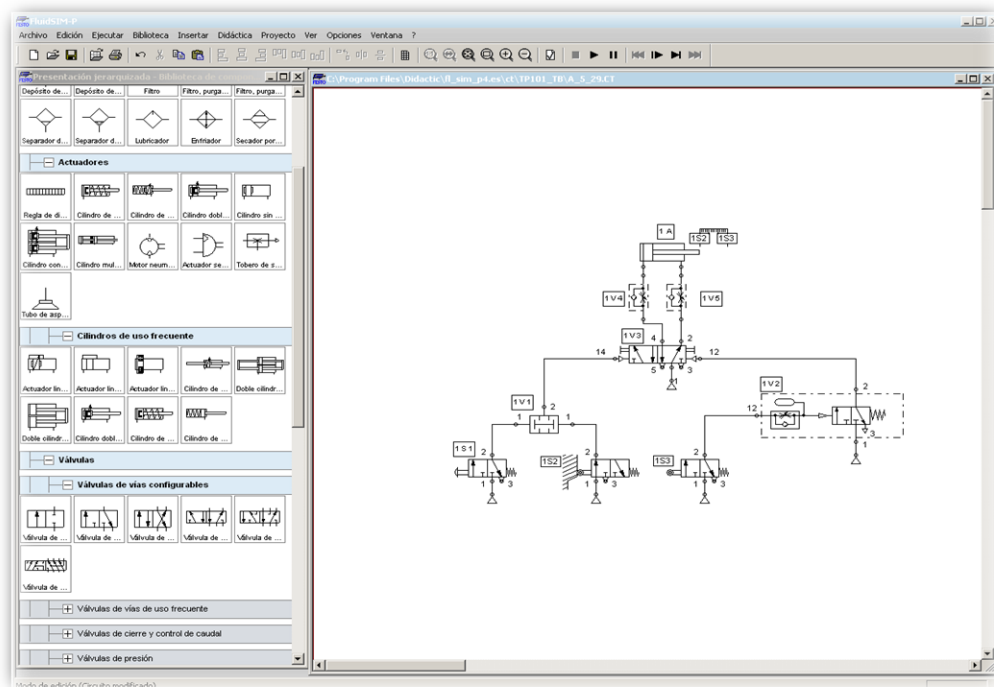 FluidSIM-P
Archivo Edición Ejecutar Biblioteca Insertar Didáctica Proyecto Ver Opciones Ventana ?
Presentación jerarquizada - Biblioteca de
C:\Program Files\Didactic\fl_sim_p4.es\ct\TP101_TB\A_5_29.CT
Depósito de... Depósito de... Filtro Filtro, purga... Filtro, purga...
Separador d... Separador d... Lubricador Enfriador Secador por...
Actuadores
Regla de di... Cilindro de ... Cilindro de ... Cilindro dobl... Cilindro sin ...
Cilindro con... Cilindro mul... Motor neum... Actuador se... Tobero de s...
Tubo de asp...
Cilindros de uso frecuente
Actuador lin... Actuador lin... Actuador lin... Cilindro de ... Doble cilindr...
Doble cilindr... Cilindro dobl... Cilindro de ... Cilindro de ...
Válvulas
Válvulas de vías configurables
Válvula de ... Válvula de ... Válvula de ... Válvula de ... Válvula de ...
Válvula de ...
Válvulas de vías de uso frecuente
Válvulas de cierre y control de caudal
Válvulas de presión
1 A
1S2 1S3
1V4 1V5
1V3 4 2
14 12
5 1 3
1V2
2
1V1 2
12
1 1
3
1
1S1 2
1S2 2
1S3 2
1 3
1 3
1 3
Modo de edición (Circuito modificado)